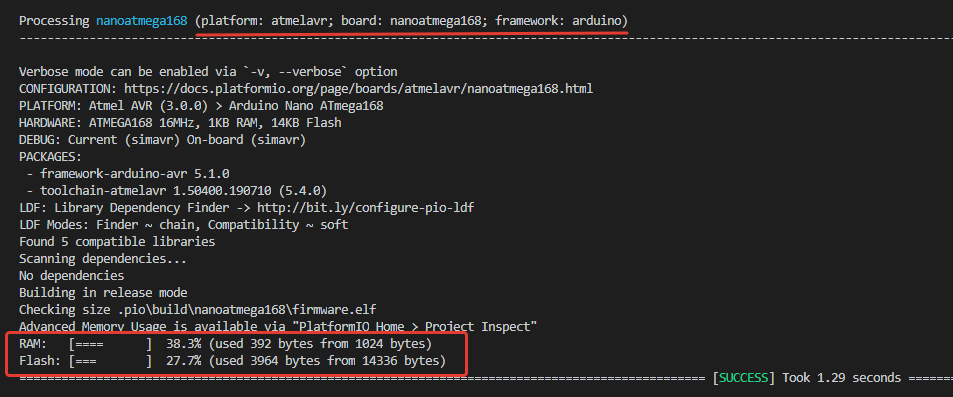 Processing nanoatmega168 (platform: atmelavr; board: nanoatmega168; framework: arduino)
--------------------------------------------------------------------------------
Verbose mode can be enabled via `-v, --verbose` option
CONFIGURATION: https://docs.platformio.org/page/boards/atmelavr/nanoatmega168.html
PLATFORM: Atmel AVR (3.0.0) > Arduino Nano ATmega168
HARDWARE: ATMEGA168 16MHz, 1KB RAM, 14KB Flash
DEBUG: Current (simavr) On-board (simavr)
PACKAGES:
- framework-arduino-avr 5.1.0
- toolchain-atmelavr 1.50400.190710 (5.4.0)
LDF: Library Dependency Finder -> http://bit.ly/configure-pio-ldf
LDF Modes: Finder ~ chain, Compatibility ~ soft
Found 5 compatible libraries
Scanning dependencies...
No dependencies
Building in release mode
Checking size .pio\build\nanoatmega168\firmware.elf
Advanced Memory Usage is available via "PlatformIO Home > Project Inspect"
RAM:   [====      ]  38.3% (used 392 bytes from 1024 bytes)
Flash: [===       ]  27.7% (used 3964 bytes from 14336 bytes)
==================================================== [SUCCESS] Took 1.29 seconds =======